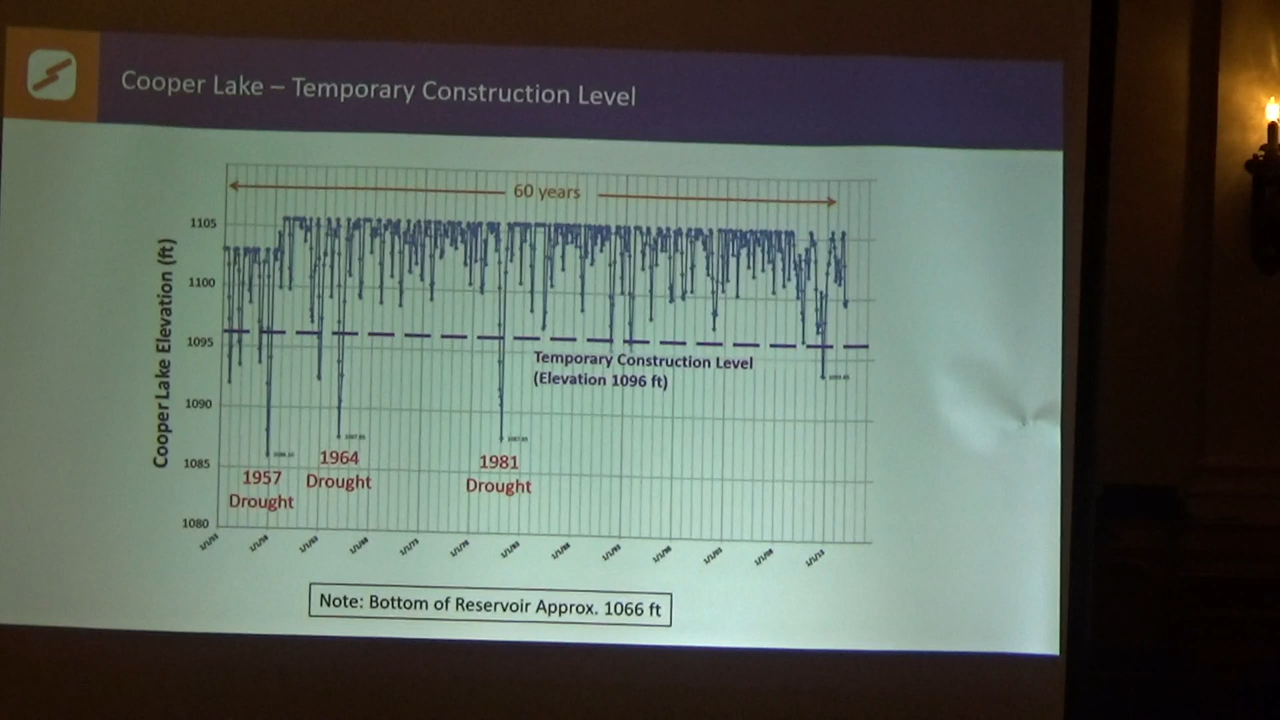 Cooper Lake – Temporary Construction Level
60 years
Cooper Lake Elevation (ft)
1105
1100
1095
1090
1085
1080
Temporary Construction Level
(Elevation 1096 ft)
1957
Drought
1964
Drought
1981
Drought
Note: Bottom of Reservoir Approx. 1066 ft